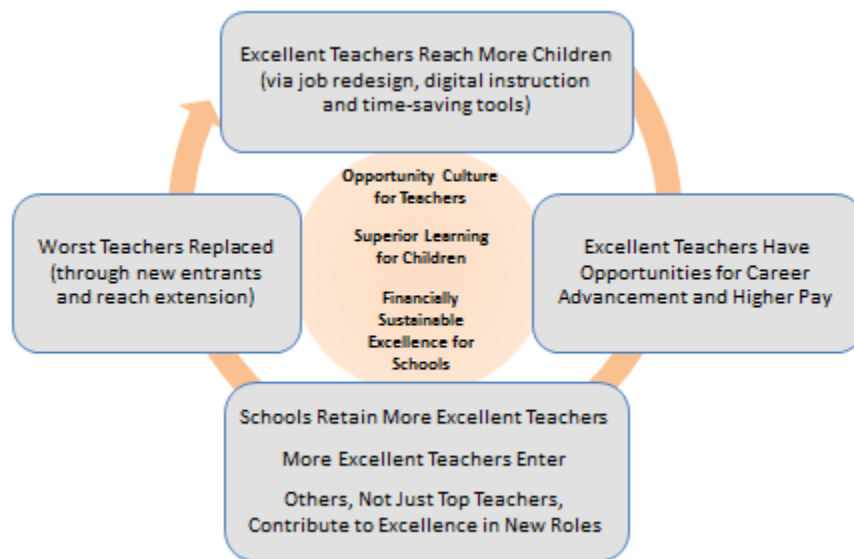 Excellent Teachers Reach More Children
(via job redesign, digital instruction
and time-saving tools)
Opportunity Culture
for Teachers
Superior Learning
for Children
Financially
Sustainable
Excellence for
Schools
Worst Teachers Replaced
(through new entrants
and reach extension)
Excellent Teachers Have
Opportunities for Career
Advancement and Higher Pay
Schools Retain More Excellent Teachers
More Excellent Teachers Enter
Others, Not Just Top Teachers,
Contribute to Excellence in New Roles